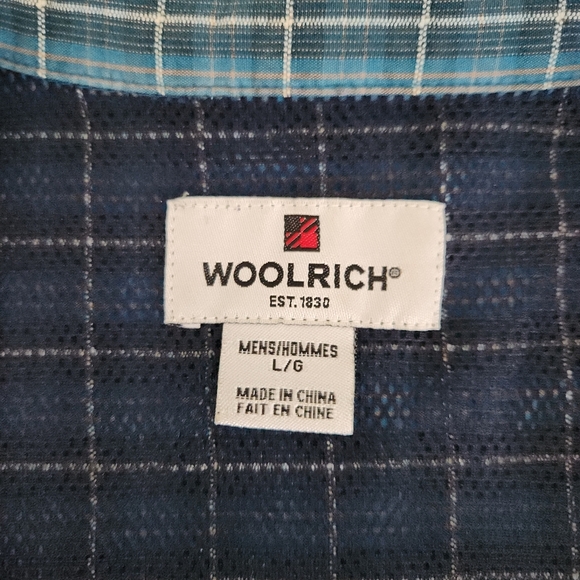 WOOLRICH®
EST. 1830
MENS/HOMMES
L/G
MADE IN CHINA
FAIT EN CHINE